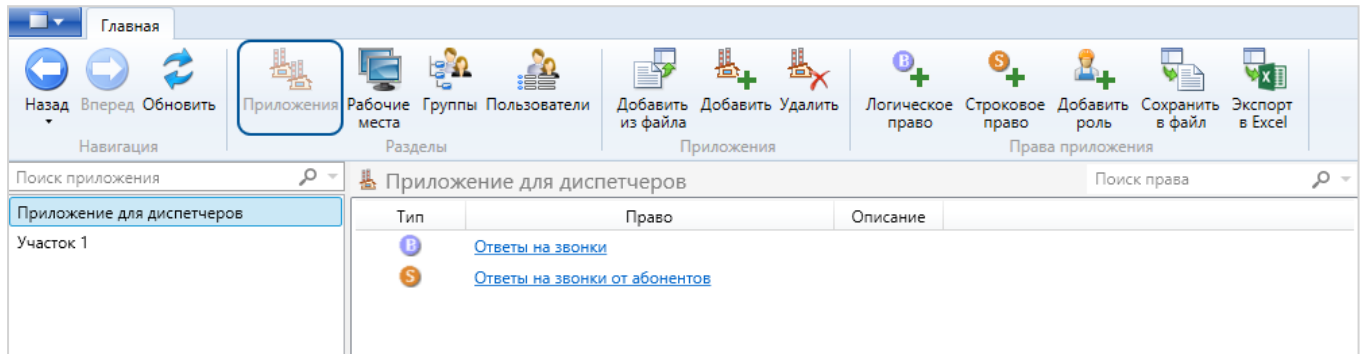 Главная
Назад Вперед Обновить Приложения Рабочие места Группы Пользователи Добавить из файла Добавить Удалить Логическое право Строковое право Добавить роль Сохранить в файл Экспорт в Excel
Навигация Разделы Приложения Права приложения
Поиск приложения Приложение для диспетчеров Поиск права
Приложение для диспетчеров Тип Право Описание
Участок 1 B Ответы на звонки
S Ответы на звонки от абонентов